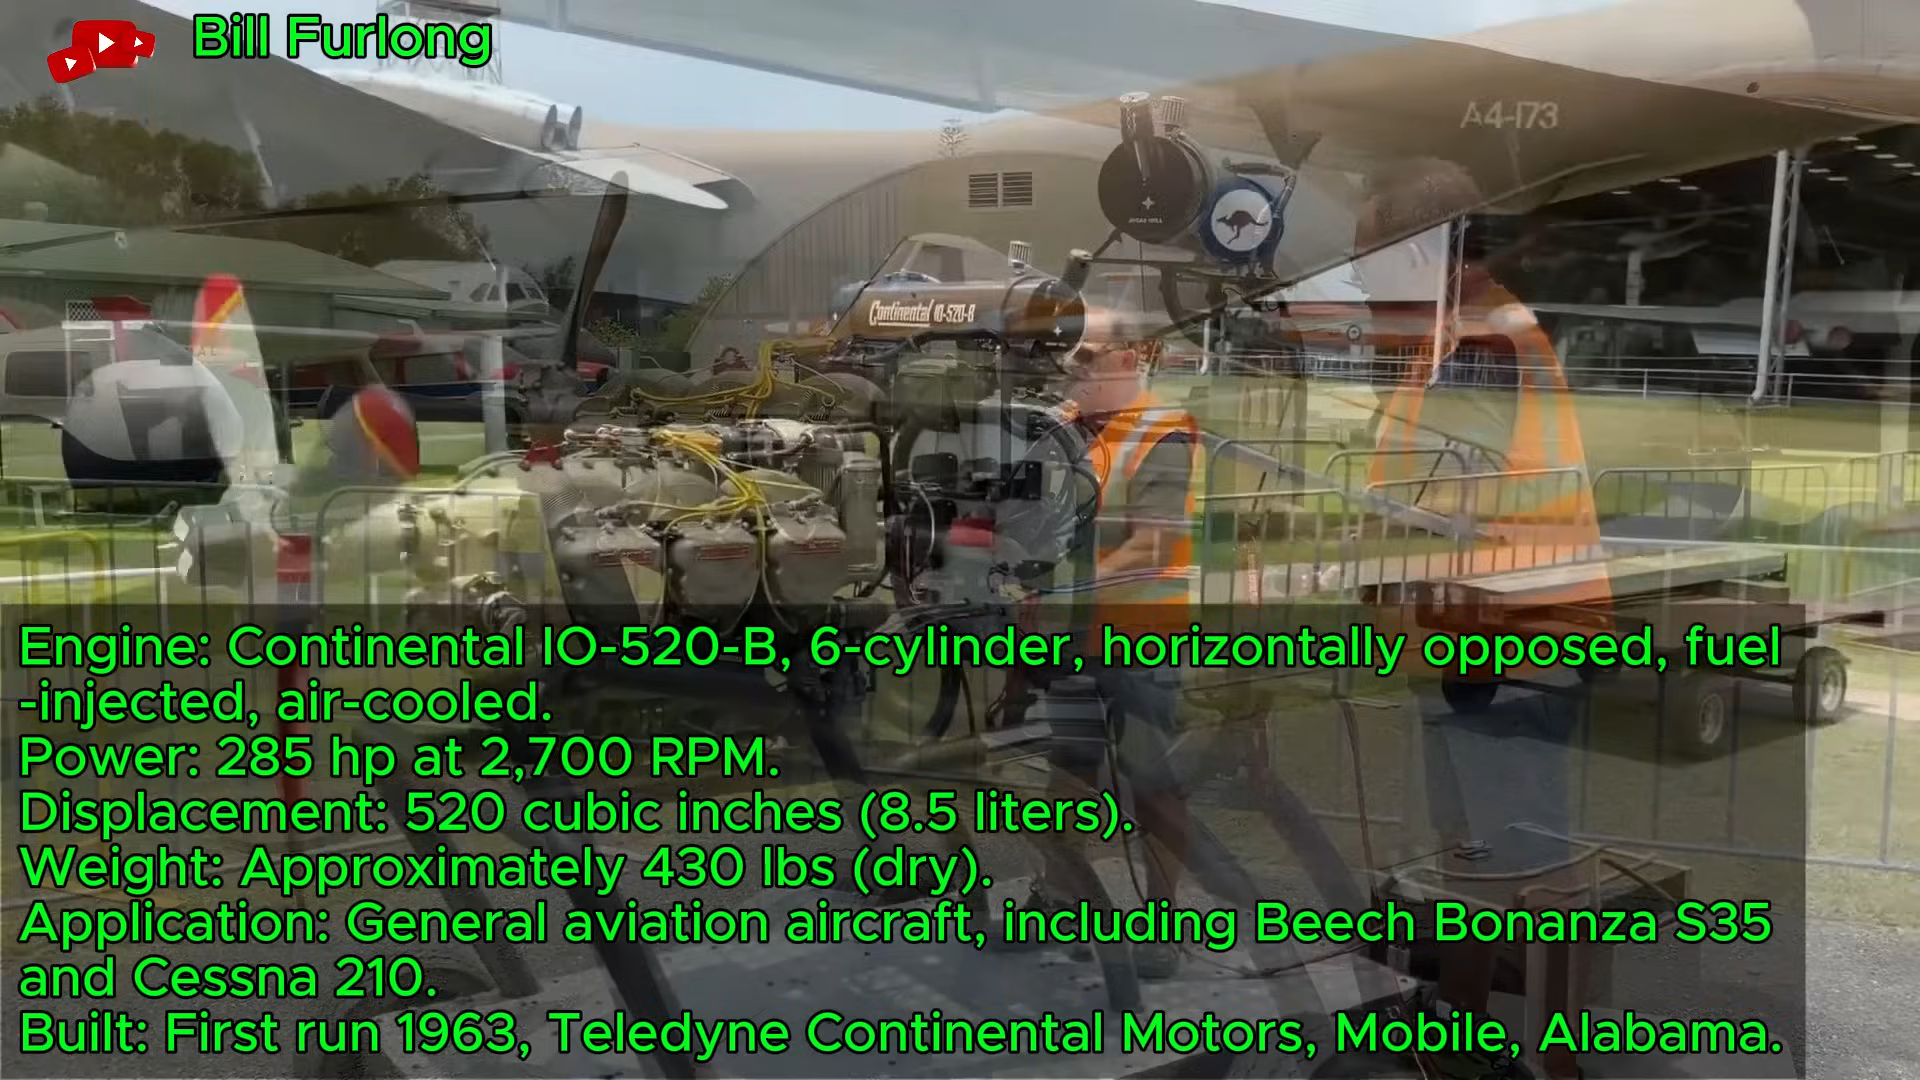 Bill Furlong
A4-173
Continental IO-520-B
Engine: Continental IO-520-B, 6-cylinder, horizontally opposed, fuel
-injected, air-cooled.
Power: 285 hp at 2,700 RPM.
Displacement: 520 cubic inches (8.5 liters).
Weight: Approximately 430 lbs (dry).
Application: General aviation aircraft, including Beech Bonanza S35
and Cessna 210.
Built: First run 1963, Teledyne Continental Motors, Mobile, Alabama.